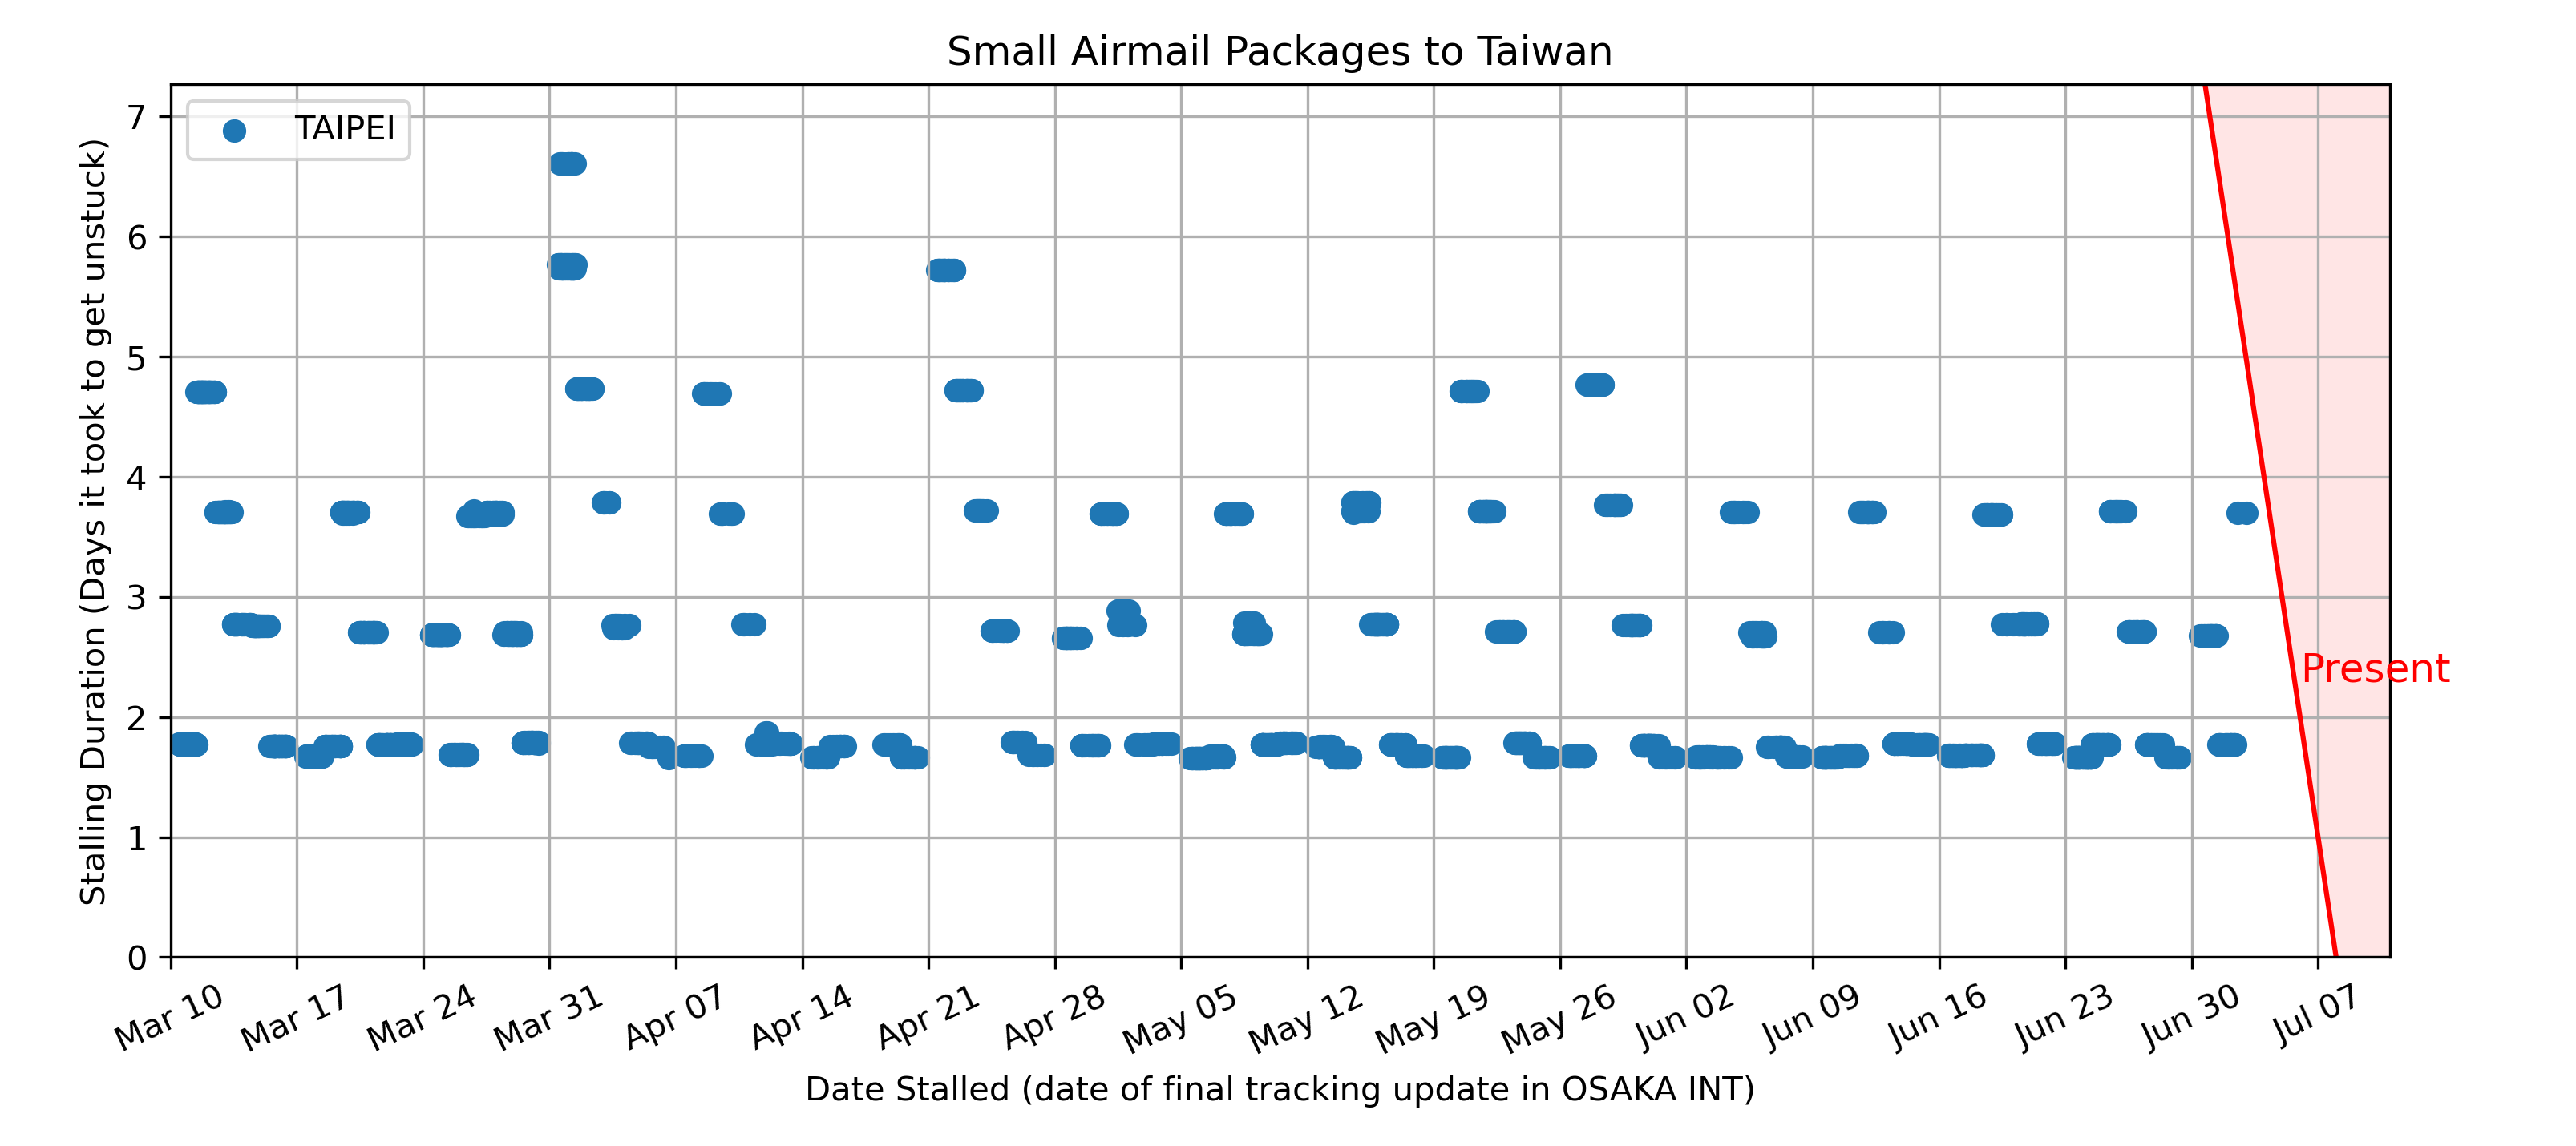 Small Airmail Packages to Taiwan
TAIPEI
Stalling Duration (Days it took to get unstuck)
7
6
5
4
3
2
1
0
Present
Mar 10
Mar 17
Mar 24
Mar 31
Apr 07
Apr 14
Apr 21
Apr 28
May 05
May 12
May 19
May 26
Jun 02
Jun 09
Jun 16
Jun 23
Jun 30
Jul 07
Date Stalled (date of final tracking update in OSAKA INT)